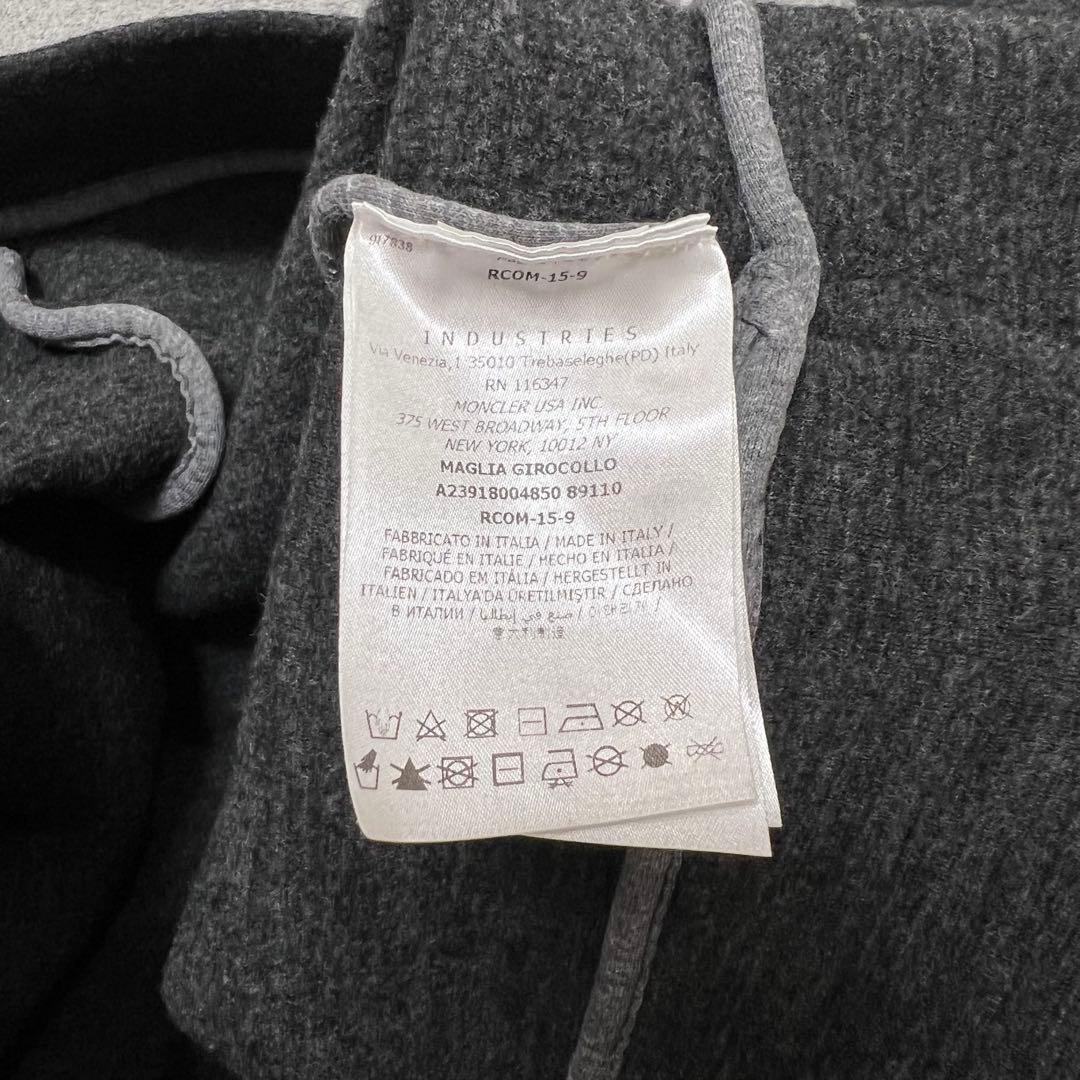 917838
RCOM-15-9
INDUSTRIES
Via Venezia,1 35010 Trebaseleghe(PD) Italy
RN 116347
MONCLER USA INC.
375 WEST BROADWAY, 5TH FLOOR
NEW YORK, 10012 NY
MAGLIA GIROCOLLO
A23918004850 89110
RCOM-15-9
FABBRICATO IN ITALIA / MADE IN ITALY /
FABRIQUÉ EN ITALIE / HECHO EN ITALIA /
FABRICADO EM ITÁLIA / HERGESTELLT IN
ITALIEN / ITALYA'DA ÜRETILMIŞTIR / СДЕЛАНО
В ИТАЛИИ / صنع في إيطاليا /